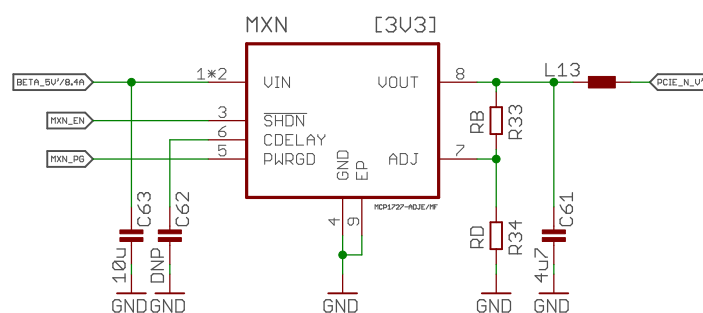 MXN [3V3]
BETA_5V'/8.4A
1*2
VIN
VOUT
8
L13
PCIE_N_V'
MXN_EN
3
SHDN
6
CDELAY
RB
R33
MXN_PG
5
PWRGD
GND
EP
ADJ
7
MCP1727-ADJE/MF
4
9
C63
10u
C62
DNP
RD
R34
C61
4u7
GND GND GND GND GND